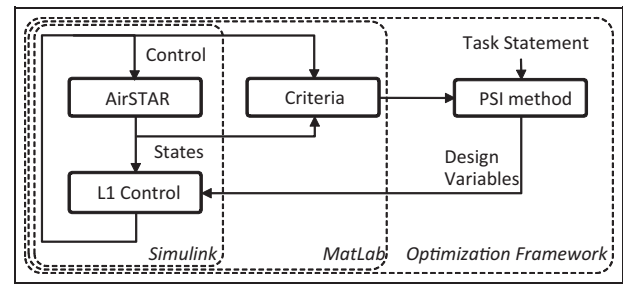 Control
Task Statement
AirSTAR
Criteria
PSI method
States
Design
Variables
L1 Control
Simulink
MatLab
Optimization Framework